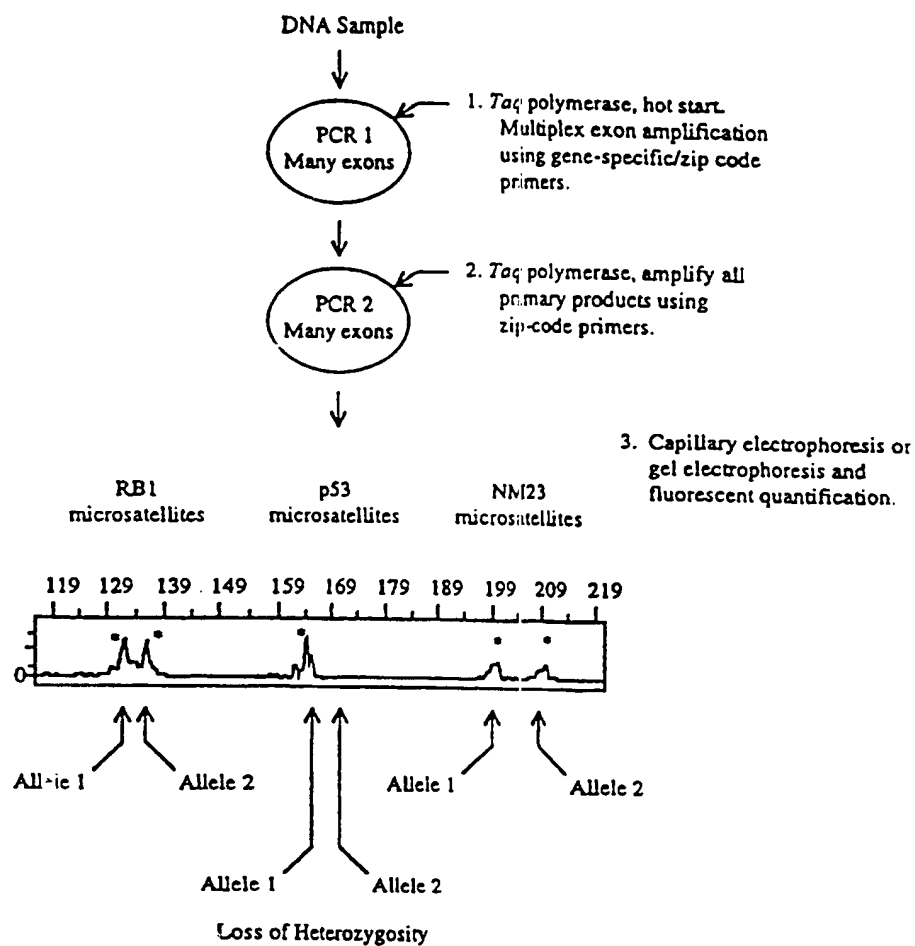 DNA Sample
PCR 1
Many exons
1. Taq polymerase, hot start.
Multiplex exon amplification
using gene-specific/zip code
primers.
PCR 2
Many exons
2. Taq polymerase, amplify all
primary products using
zip-code primers.
3. Capillary electrophoresis or
gel electrophoresis and
fluorescent quantification.
RB1
microsatellites
p53
microsatellites
NM23
microsatellites
119 129 139 149 159 169 179 189 199 209 219
* * * * *
0
Allele 1
Allele 2
Allele 1
Allele 2
Allele 1
Allele 2
Loss of Heterozygosity